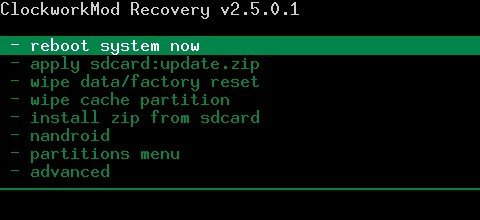 ClockworkMod Recovery v2.5.0.1
- reboot system now
- apply sdcard:update.zip
- wipe data/factory reset
- wipe cache partition
- install zip from sdcard
- nandroid
- partitions menu
- advanced